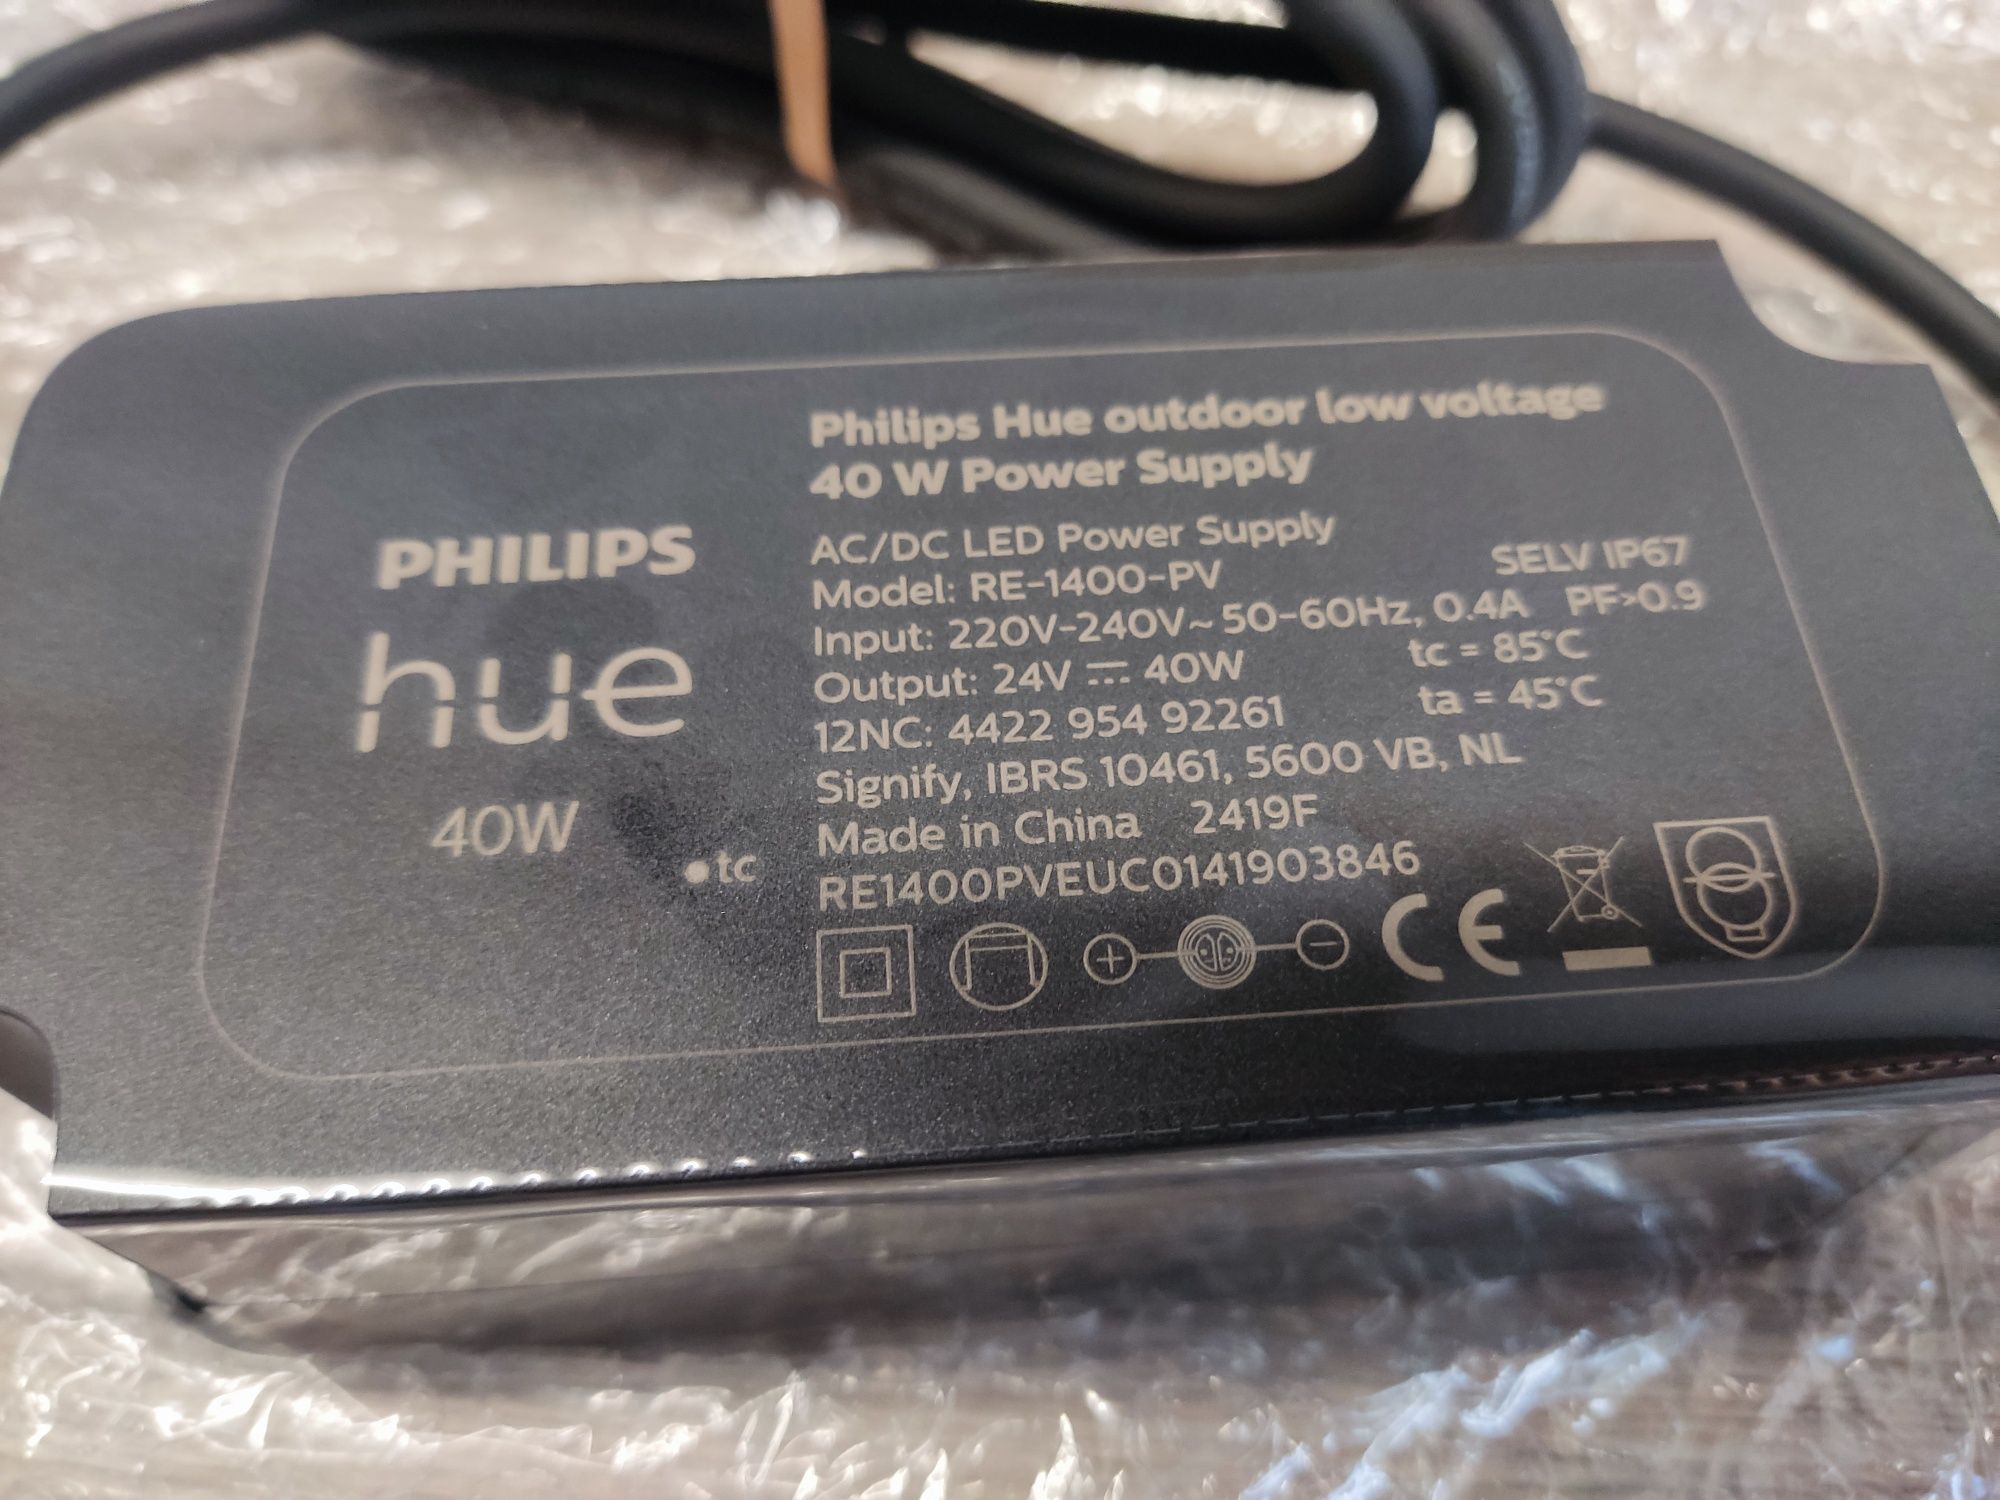 PHILIPS
hue
40W
tc
Philips Hue outdoor low voltage
40 W Power Supply
AC/DC LED Power Supply
Model: RE-1400-PV SELV IP67
Input: 220V-240V~ 50-60Hz, 0.4A PF>0.9
Output: 24V ⎓ 40W tc = 85°C
12NC: 4422 954 92261 ta = 45°C
Signify, IBRS 10461, 5600 VB, NL
Made in China 2419F
RE1400PVEUC0141903846
CE